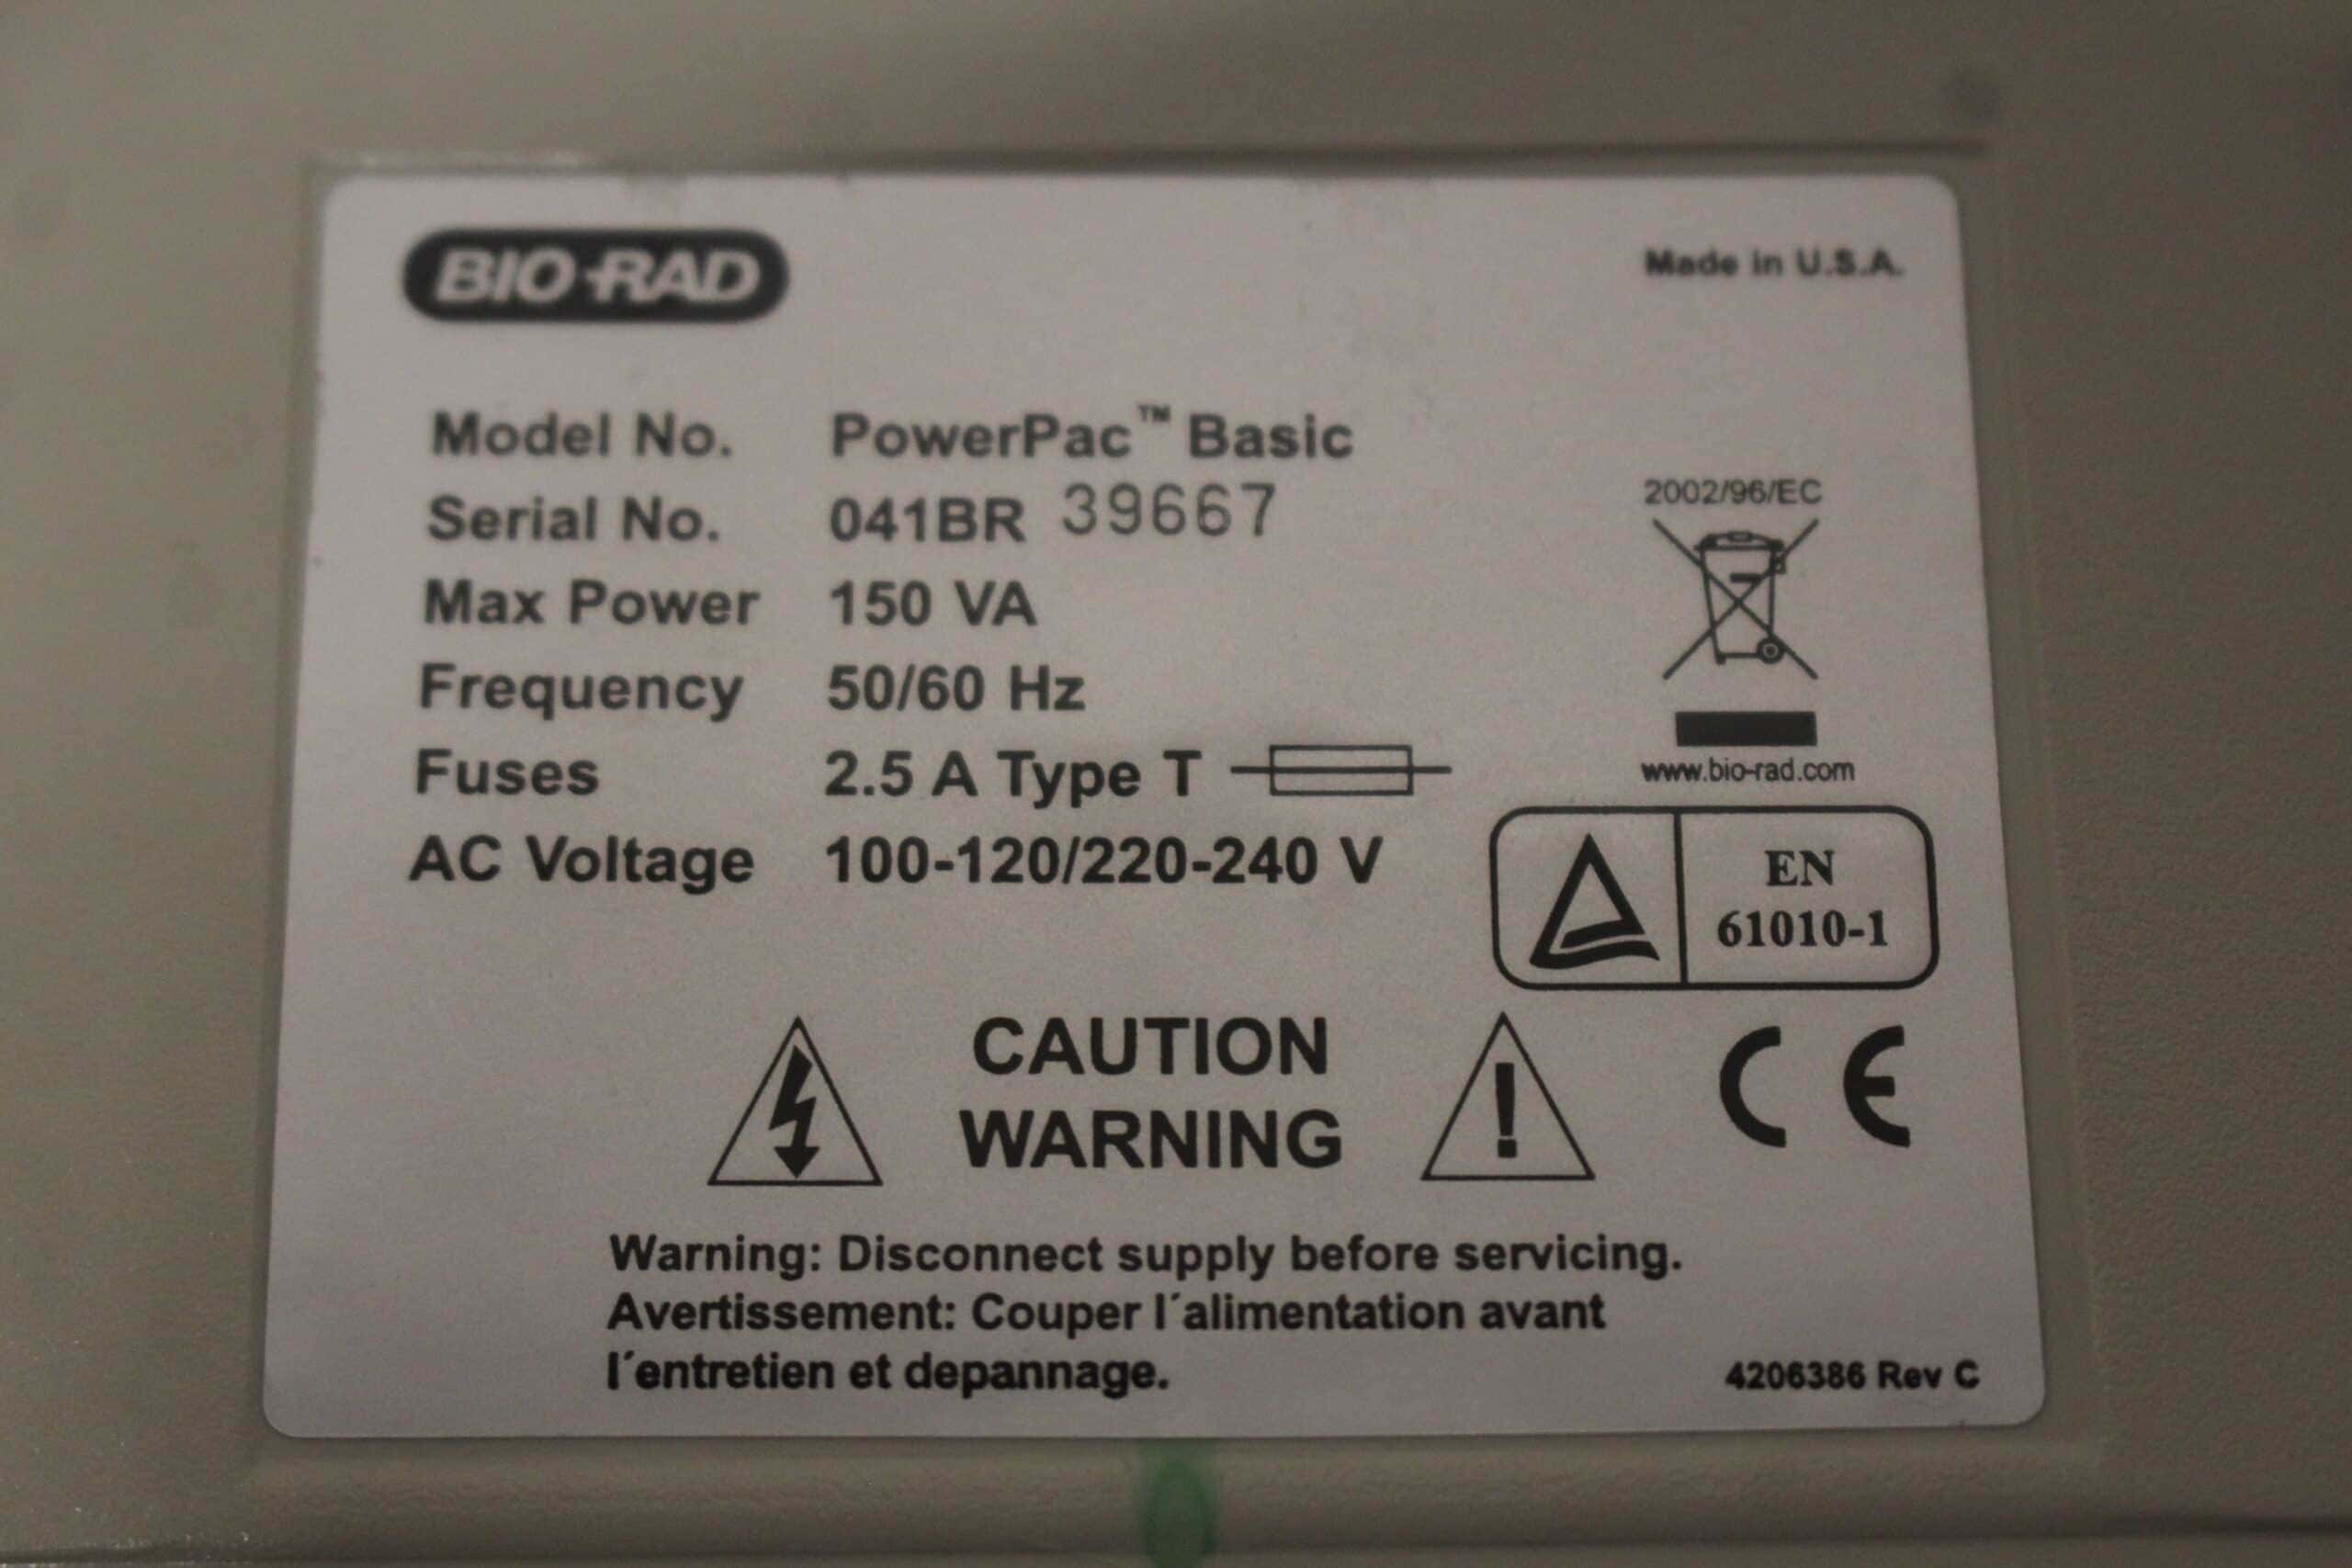 BIO-RAD
Made in U.S.A.
Model No. PowerPac™ Basic
Serial No. 041BR 39667
Max Power 150 VA
Frequency 50/60 Hz
Fuses 2.5 A Type T
AC Voltage 100-120/220-240 V
2002/96/EC
www.bio-rad.com
EN
61010-1
CAUTION
WARNING
!
CE
Warning: Disconnect supply before servicing.
Avertissement: Couper l´alimentation avant
l´entretien et depannage.
4206386 Rev C